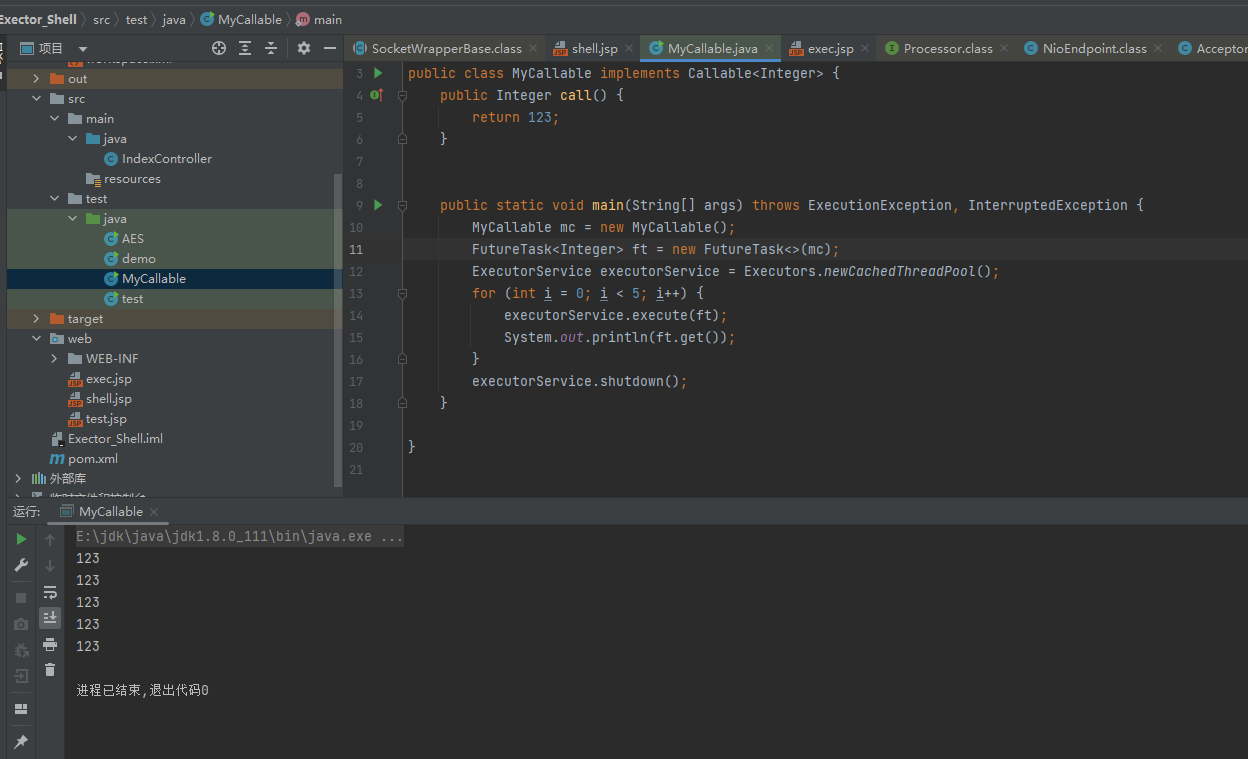 Exector_Shell src test java MyCallable main
项目
SocketWrapperBase.class shell.jsp MyCallable.java exec.jsp Processor.class NioEndpoint.class Acceptor
out
src
main
java
IndexController
resources
test
java
AES
demo
MyCallable
test
target
web
WEB-INF
exec.jsp
shell.jsp
test.jsp
Exector_Shell.iml
pom.xml
外部库
3 public class MyCallable implements Callable<Integer> {
4 public Integer call() {
5 return 123;
6 }
7
8
9 public static void main(String[] args) throws ExecutionException, InterruptedException {
10 MyCallable mc = new MyCallable();
11 FutureTask<Integer> ft = new FutureTask<>(mc);
12 ExecutorService executorService = Executors.newCachedThreadPool();
13 for (int i = 0; i < 5; i++) {
14 executorService.execute(ft);
15 System.out.println(ft.get());
16 }
17 executorService.shutdown();
18 }
19
20 }
21
运行: MyCallable
E:\jdk\java\jdk1.8.0_111\bin\java.exe ...
123
123
123
123
123
进程已结束,退出代码0